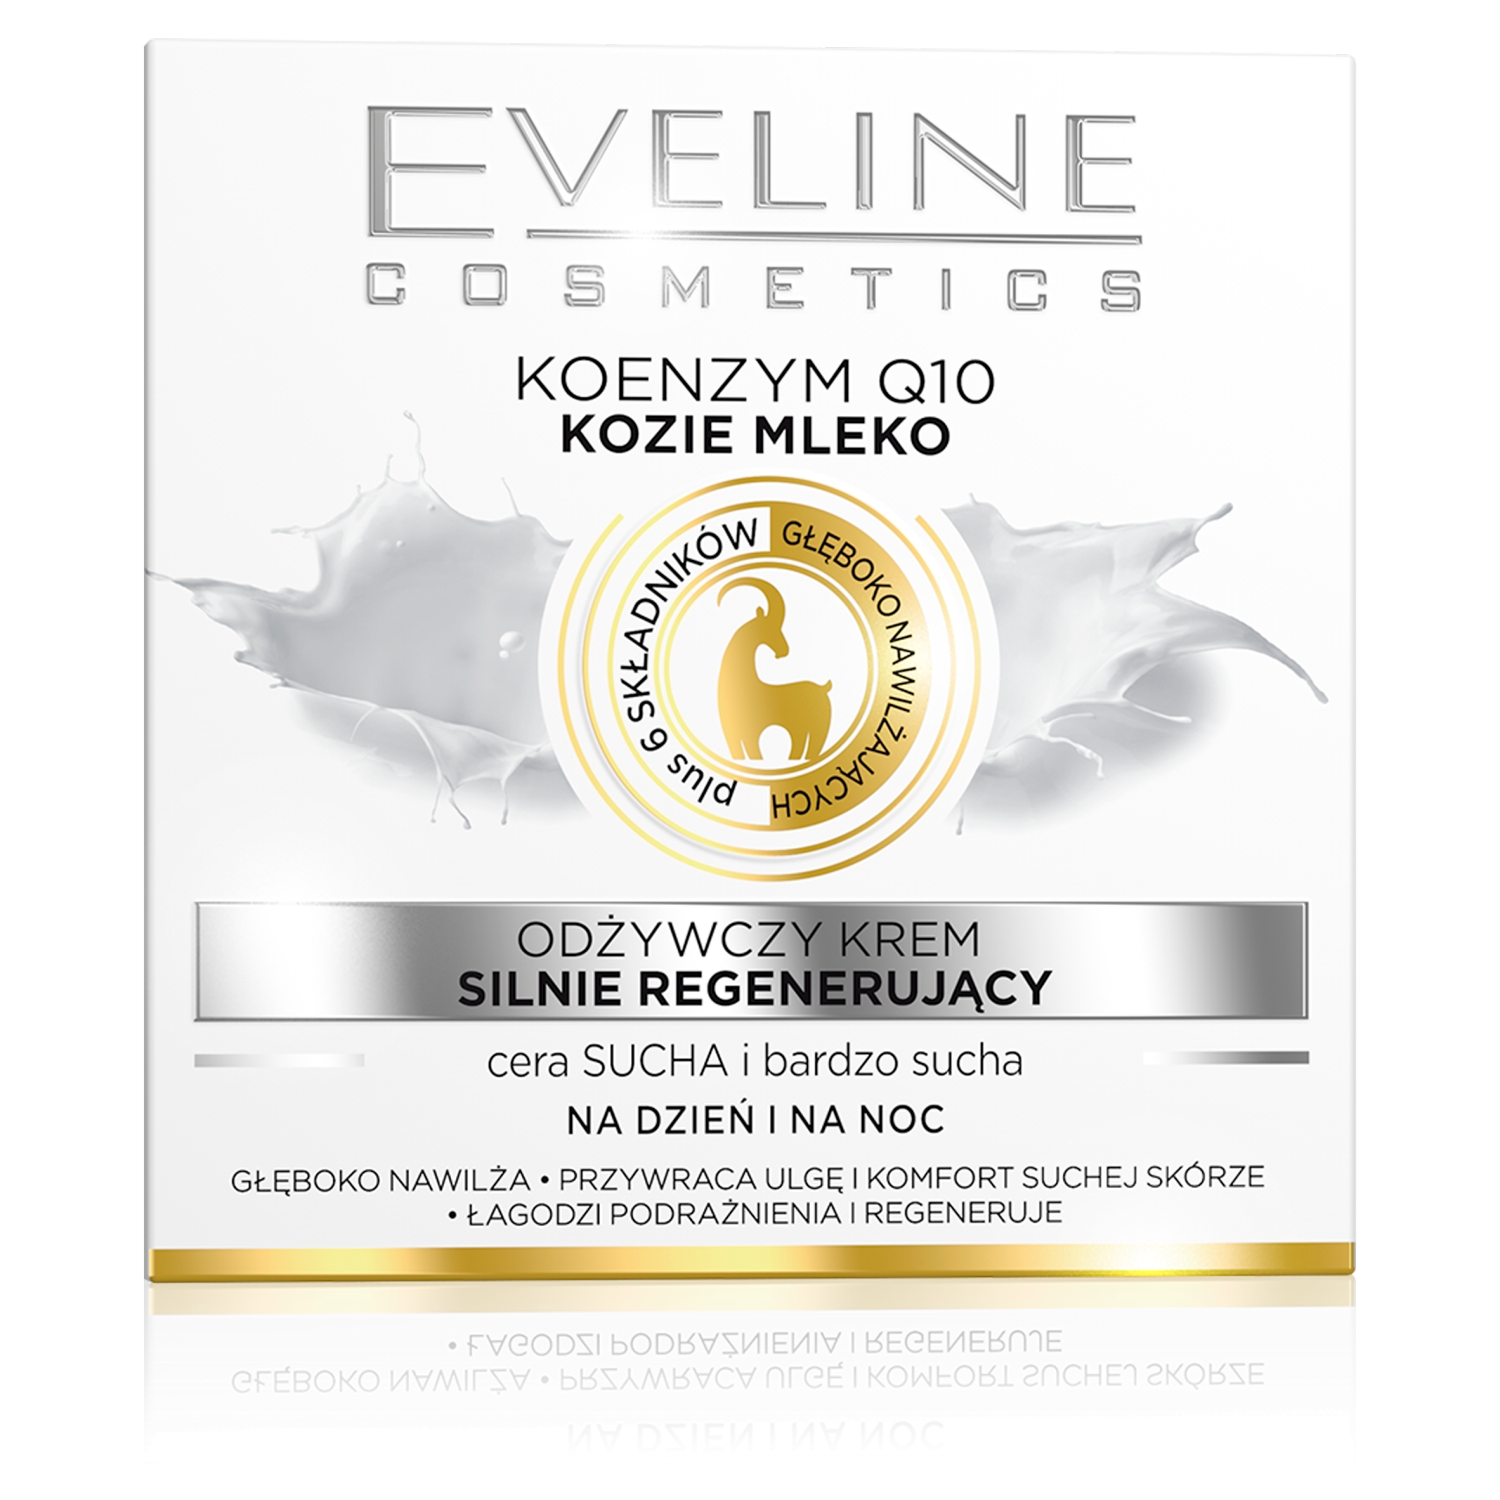 EVELINE
COSMETICS
KOENZYM Q10
KOZIE MLEKO
plus 6 SKŁADNIKÓW
GŁĘBOKO NAWILŻAJĄCYCH
ODŻYWCZY KREM
SILNIE REGENERUJĄCY
cera SUCHA i bardzo sucha
NA DZIEŃ I NA NOC
GŁĘBOKO NAWILŻA • PRZYWRACA ULGĘ I KOMFORT SUCHEJ SKÓRZE
• ŁAGODZI PODRAŻNIENIA I REGENERUJE